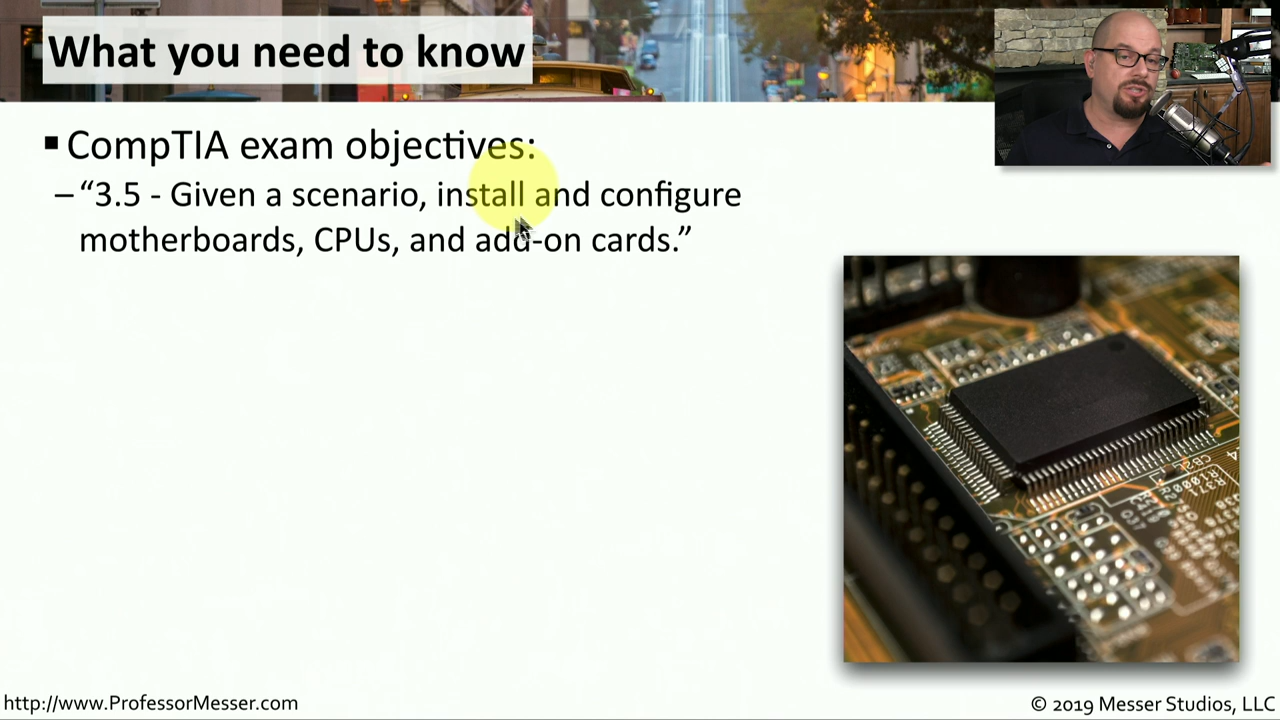 What you need to know
▪ CompTIA exam objectives:
– “3.5 - Given a scenario, install and configure
motherboards, CPUs, and add-on cards.”
http://www.ProfessorMesser.com
© 2019 Messer Studios, LLC